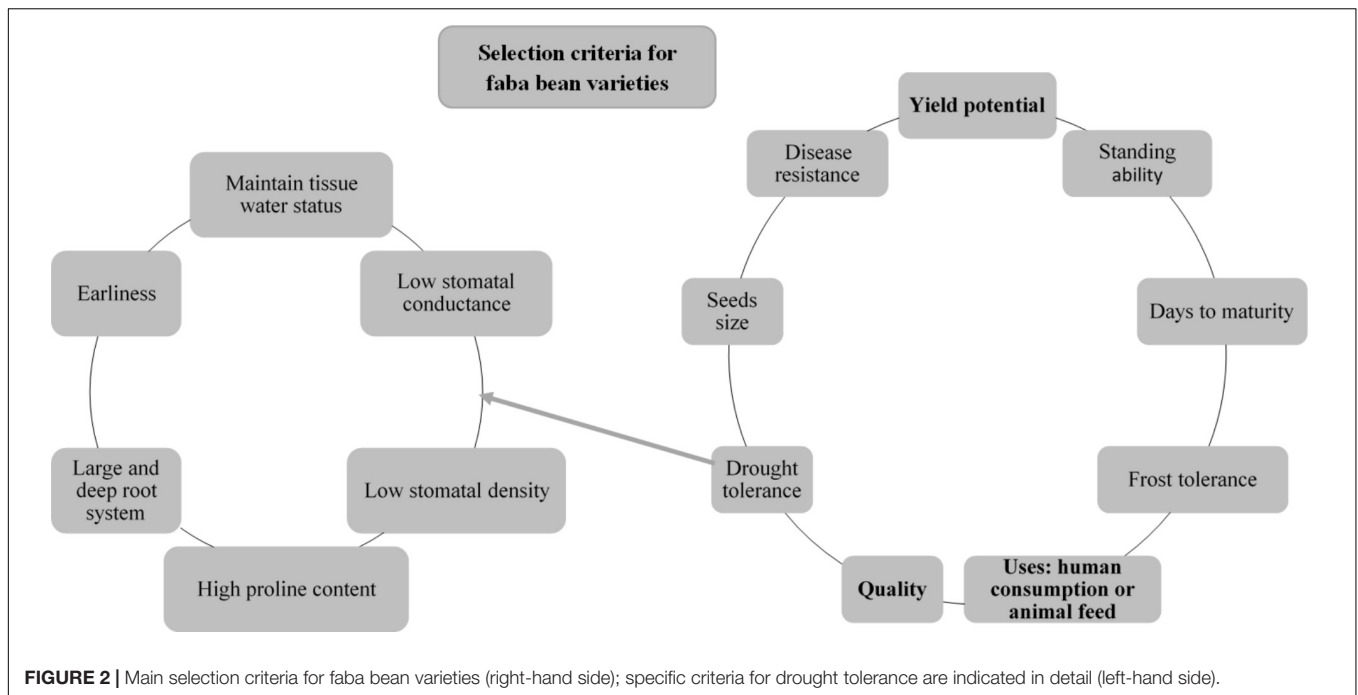 Selection criteria for
faba bean varieties
Maintain tissue
water status
Low stomatal
conductance
Low stomatal density
High proline content
Large and
deep root
system
Earliness
Yield potential
Standing
ability
Days to maturity
Frost tolerance
Uses: human
consumption or
animal feed
Quality
Drought
tolerance
Seeds
size
Disease
resistance
FIGURE 2 | Main selection criteria for faba bean varieties (right-hand side); specific criteria for drought tolerance are indicated in detail (left-hand side).